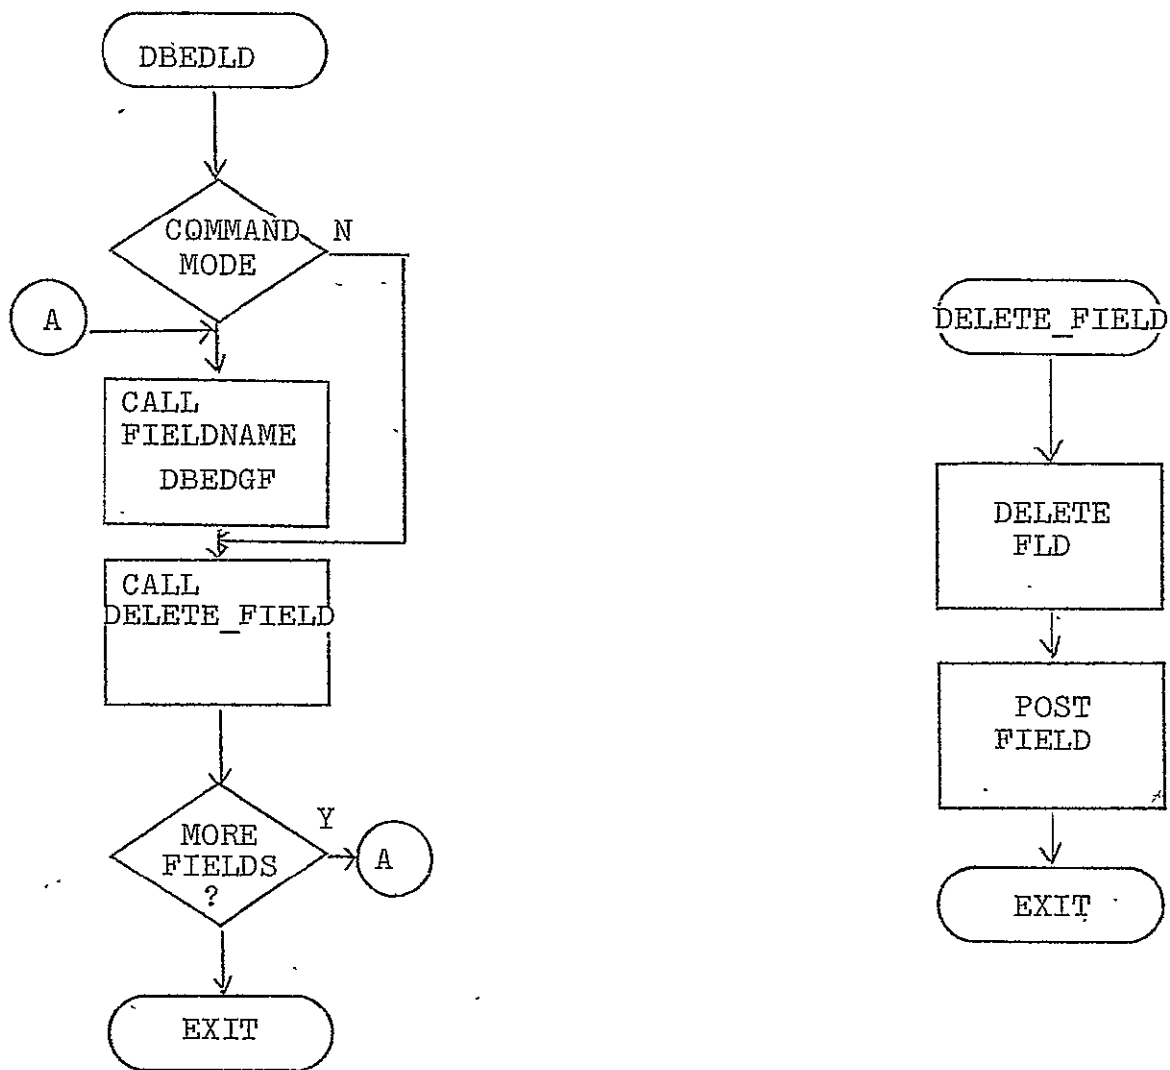 DBEDLD
COMMAND
MODE
N
A
CALL
FIELDNAME
DBEDGF
CALL
DELETE_FIELD
MORE
FIELDS
?
Y
A
EXIT
DELETE_FIELD
DELETE
FLD
POST
FIELD
EXIT